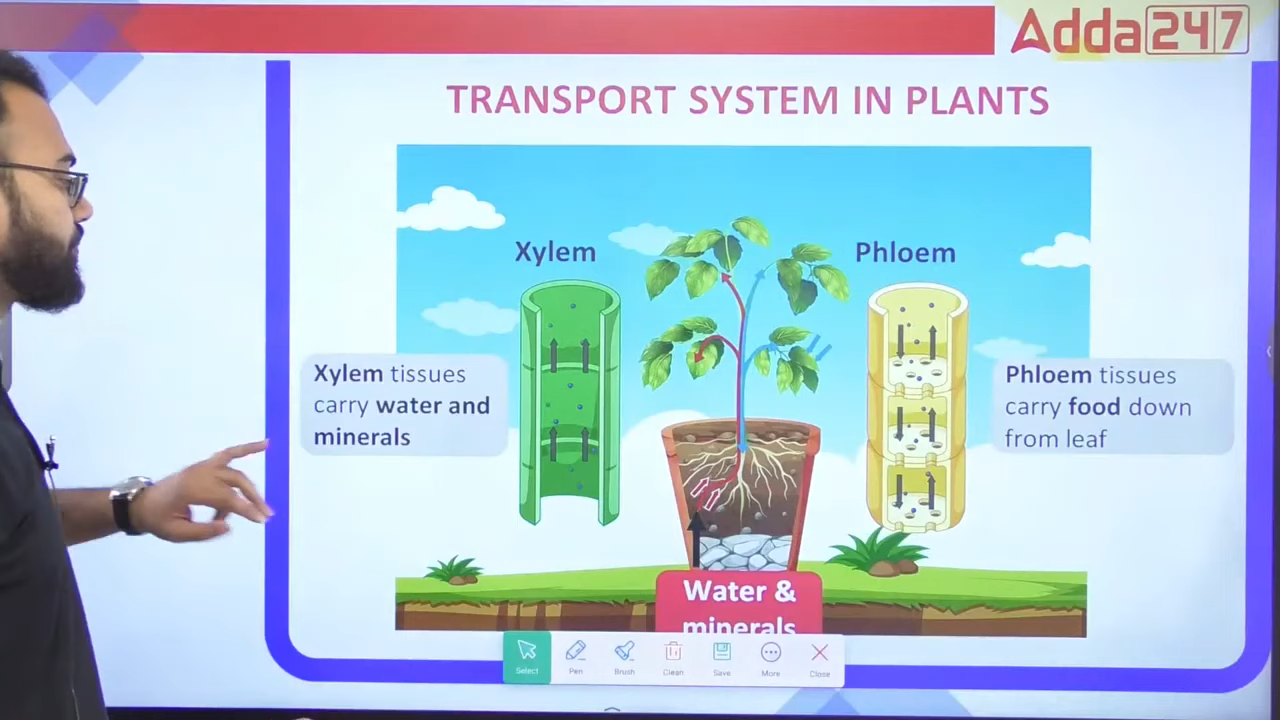 Adda247
TRANSPORT SYSTEM IN PLANTS
Xylem
Phloem
Xylem tissues
carry water and
minerals
Phloem tissues
carry food down
from leaf
Water &
minerals
Select
Pen
Brush
Clean
Save
More
Close